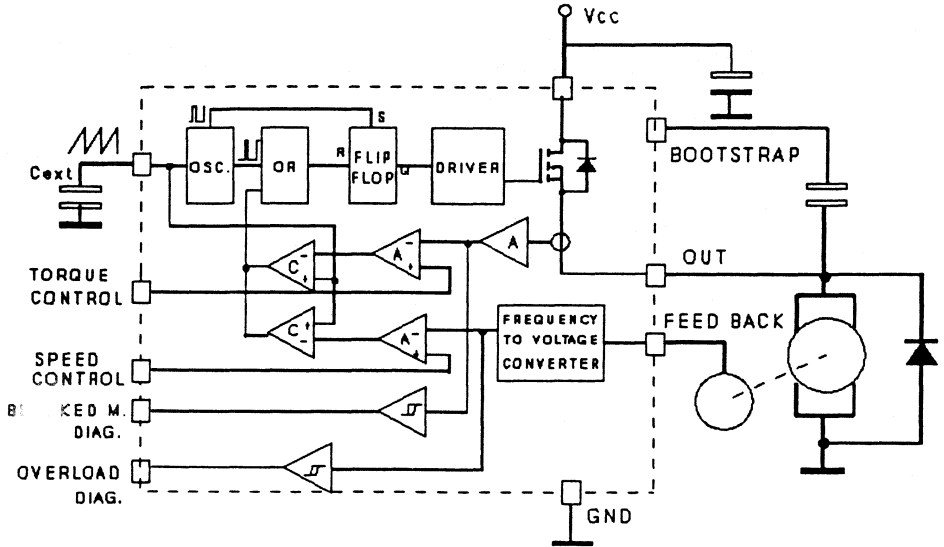 Vcc
S
Cext
OSC.
OR
R
FLIP
FLOP
Q
DRIVER
BOOTSTRAP
A
A
-
+
C
-
+
OUT
TORQUE
CONTROL
C
+
-
A
-
+
FREQUENCY
TO VOLTAGE
CONVERTER
FEED BACK
SPEED
CONTROL
M.
DIAG.
OVERLOAD
DIAG.
GND